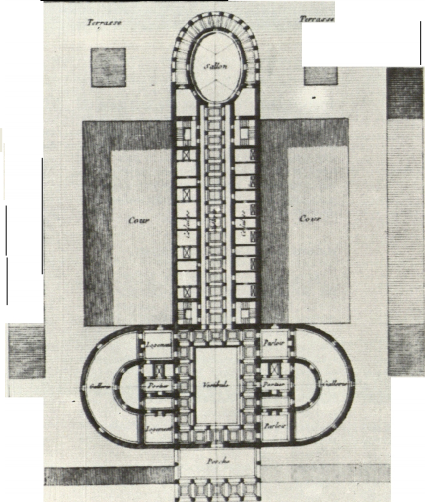 Terrasse
Terrasse
Sallon
Cour
Cour
Logement
Parloir
Gallerie
Portier
Vestibule
Portier
Gallerie
Logement
Parloir
Porche